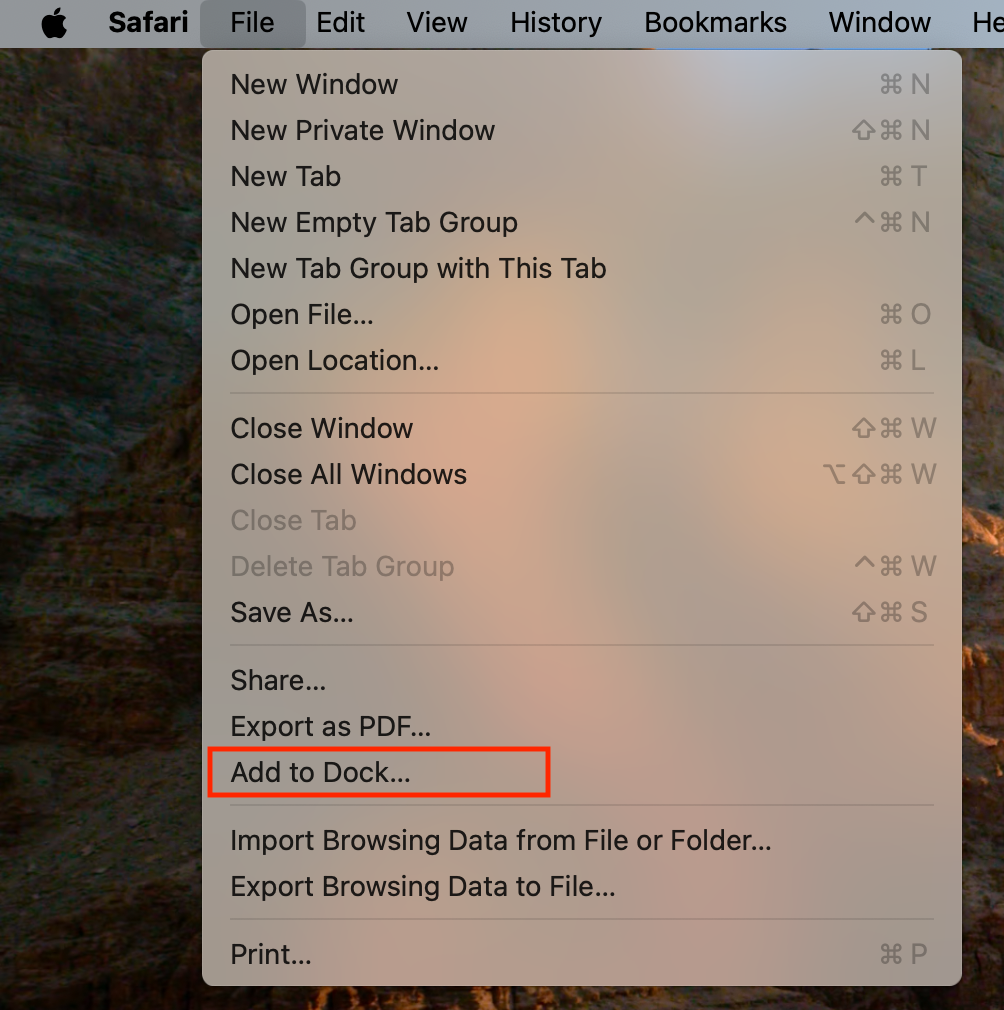 Safari File Edit View History Bookmarks Window He
New Window ⌘ N
New Private Window ⇧⌘ N
New Tab ⌘ T
New Empty Tab Group ^⌘ N
New Tab Group with This Tab
Open File... ⌘ O
Open Location... ⌘ L
Close Window ⇧⌘ W
Close All Windows ⌥⇧⌘ W
Close Tab
Delete Tab Group ^⌘ W
Save As... ⇧⌘ S
Share...
Export as PDF...
Add to Dock...
Import Browsing Data from File or Folder...
Export Browsing Data to File...
Print... ⌘ P